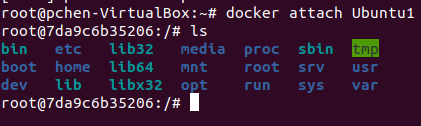 root@pchen-VirtualBox:~# docker attach Ubuntu1
root@7da9c6b35206:/# ls
bin etc lib32 media proc sbin tmp
boot home lib64 mnt root srv usr
dev lib libx32 opt run sys var
root@7da9c6b35206:/#